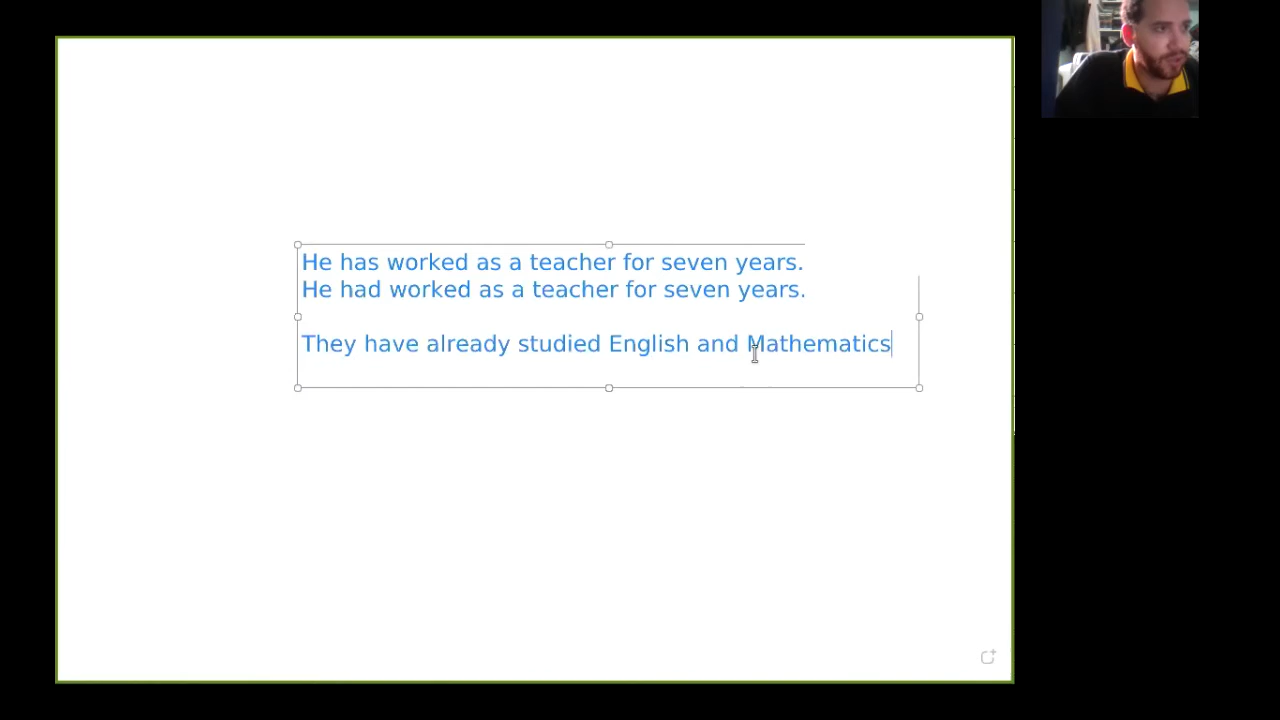 He has worked as a teacher for seven years.
He had worked as a teacher for seven years.
They have already studied English and Mathematics